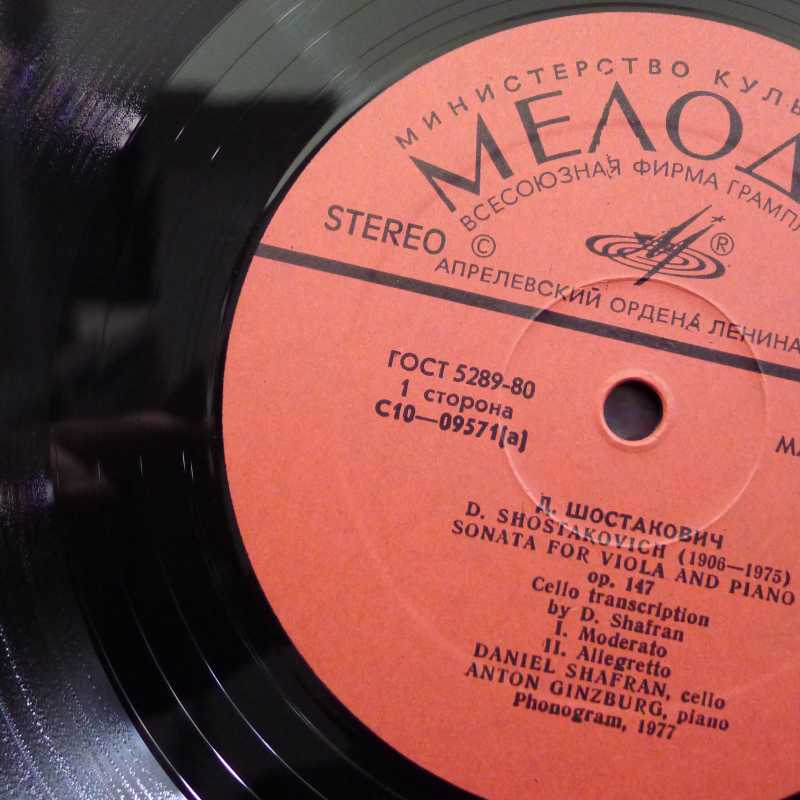 МИНИСТЕРСТВО КУЛЬ
МЕЛОД
ВСЕСОЮЗНАЯ ФИРМА ГРАМПЛ
STEREO © ®
АПРЕЛЕВСКИЙ ОРДЕНА ЛЕНИНА
ГОСТ 5289-80
1 сторона
С10—09571(а)
МА
Д. ШОСТАКОВИЧ
D. SHOSTAKOVICH (1906—1975)
SONATA FOR VIOLA AND PIANO
op. 147
Cello transcription
by D. Shafran
I. Moderato
II. Allegretto
DANIEL SHAFRAN, cello
ANTON GINZBURG, piano
Phonogram, 1977